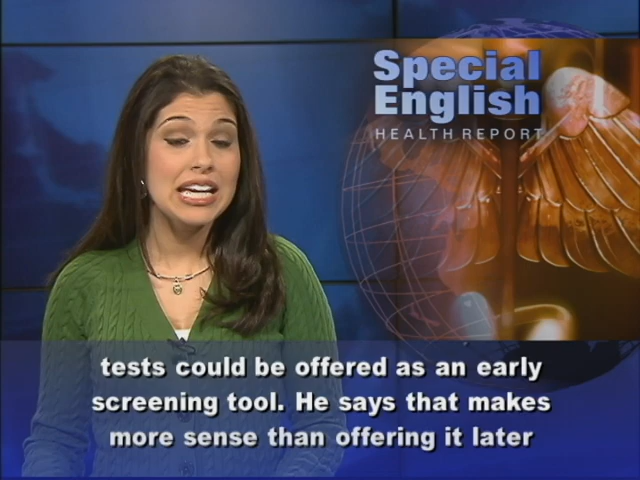 Special
English
HEALTH REPORT
tests could be offered as an early
screening tool. He says that makes
more sense than offering it later